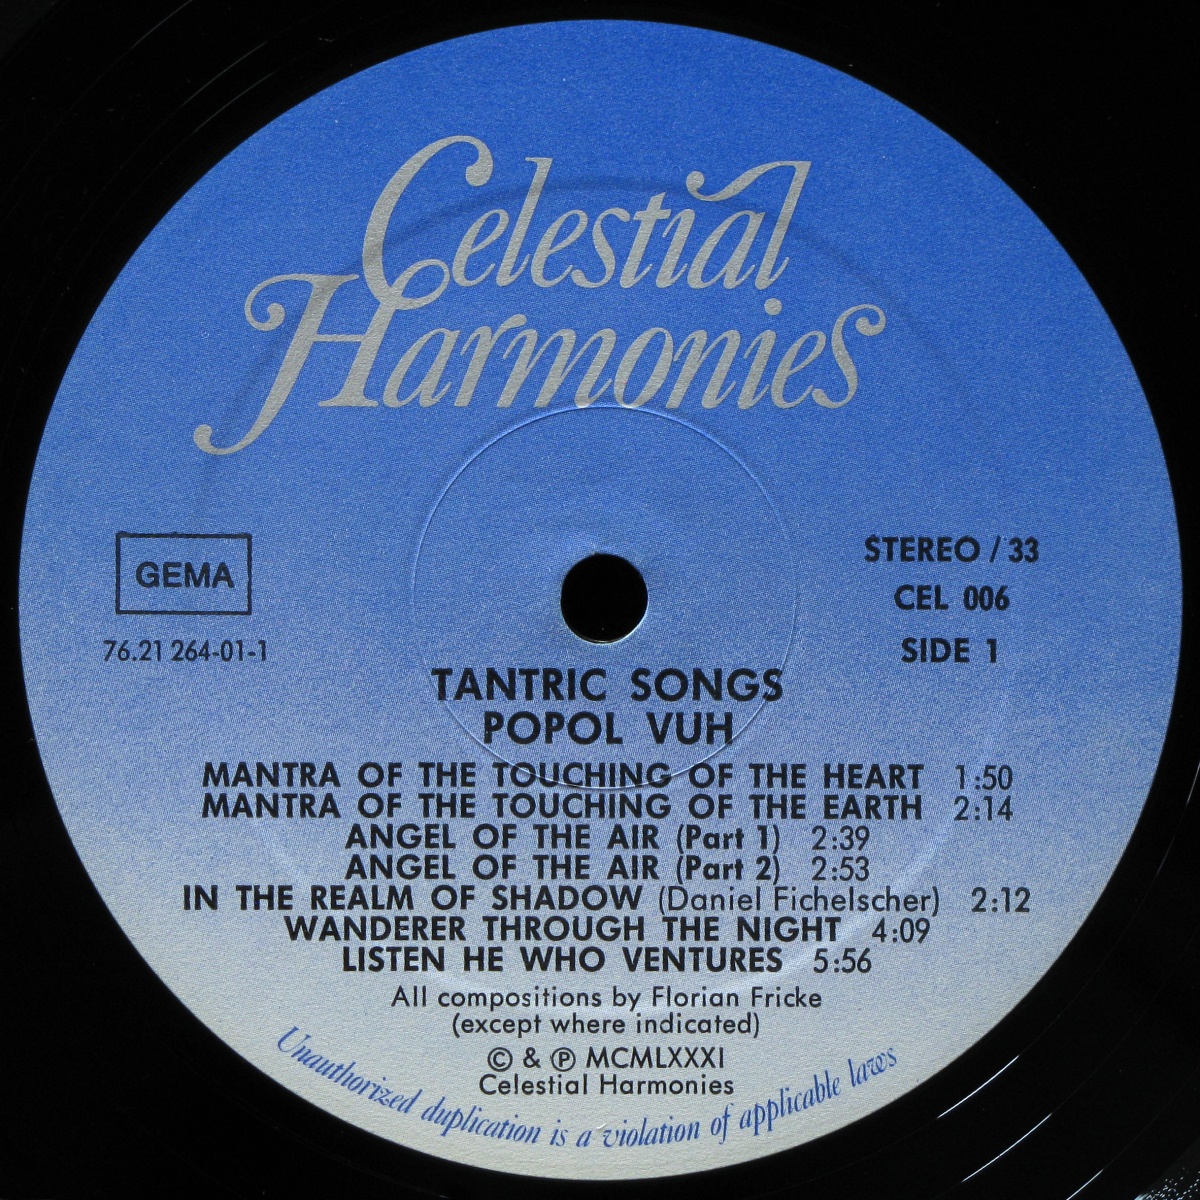 Celestial
Harmonies
GEMA
76.21 264-01-1
STEREO / 33
CEL 006
SIDE 1
TANTRIC SONGS
POPOL VUH
MANTRA OF THE TOUCHING OF THE HEART 1:50
MANTRA OF THE TOUCHING OF THE EARTH 2:14
ANGEL OF THE AIR (Part 1) 2:39
ANGEL OF THE AIR (Part 2) 2:53
IN THE REALM OF SHADOW (Daniel Fichelscher) 2:12
WANDERER THROUGH THE NIGHT 4:09
LISTEN HE WHO VENTURES 5:56
All compositions by Florian Fricke
(except where indicated)
© & ℗ MCMLXXXI
Celestial Harmonies
Unauthorized duplication is a violation of applicable laws